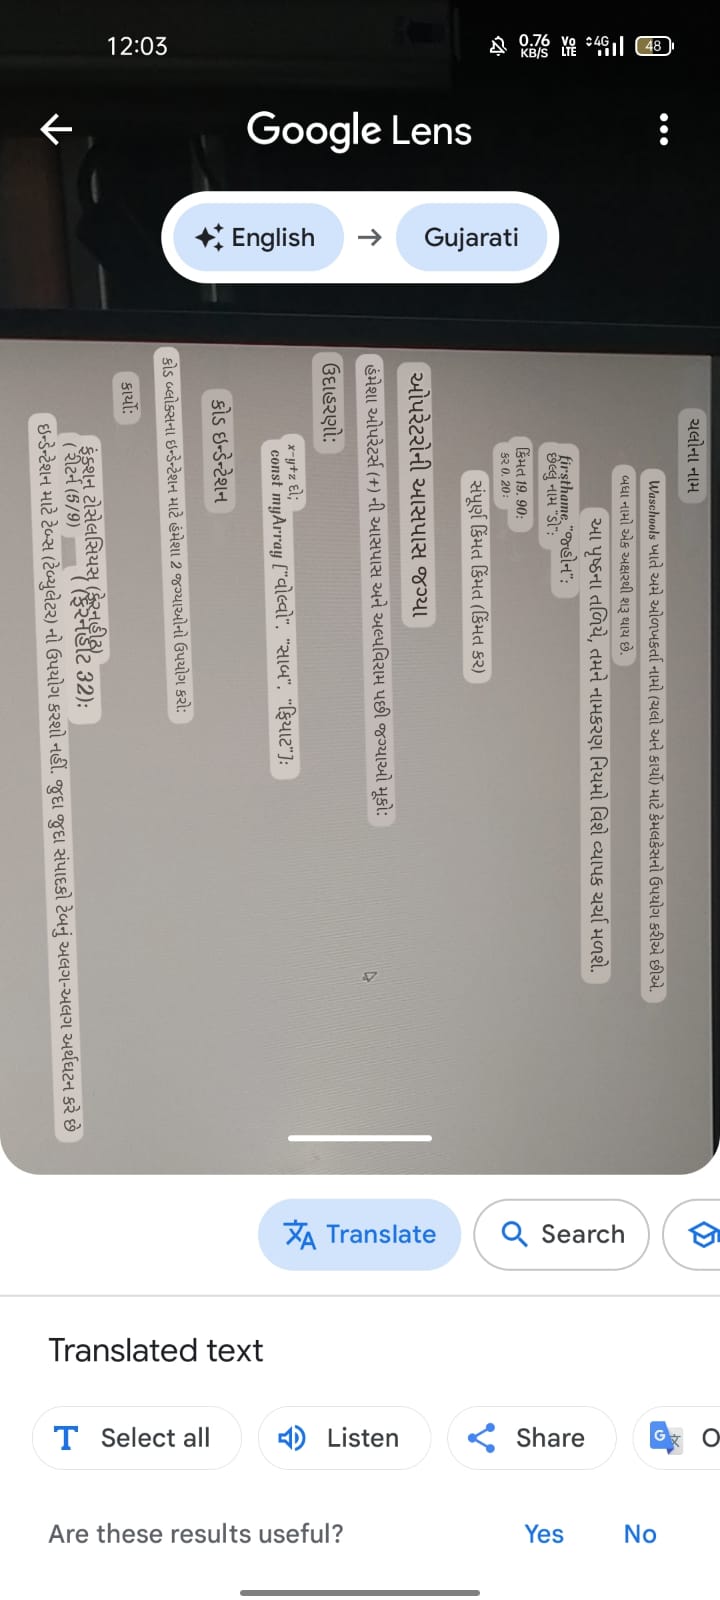 12:03
0.76 KB/S
Vo LTE
4G
48
Google Lens
English → Gujarati
ચલોના નામ
Waschools ખાતે અમે ઓળખકર્તા નામો (ચલો અને કાર્યો) માટે કેમલકેસનો ઉપયોગ કરીએ છીએ.
બધા નામો એક અક્ષરથી શરૂ થાય છે.
આ પૃષ્ઠના તળિયે, તમને નામકરણ નિયમો વિશે વ્યાપક ચર્ચા મળશે.
firsthame "જ્હોન":
છેલ્લું નામ "ડો":
કિંમત 19. 90:
કર 0. 20:
સંપૂર્ણ કિંમત કિંમત (કિંમત કર)
ઓપરેટરોની આસપાસ જગ્યા
હંમેશા ઓપરેટર્સ (+) ની આસપાસ અને અલ્પવિરામ પછી જગ્યાઓ મૂકો:
ઉદાહરણો:
x-y+z દો;
const myArray ["વોલ્વો". "સાબ". "ફિયાટ"]:
કોડ ઇન્ડેન્ટેશન
કોડ બ્લોક્સના ઇન્ડેન્ટેશન માટે હંમેશા 2 જગ્યાઓનો ઉપયોગ કરો:
કાર્યો:
ફંક્શન ટોસેલસિયસ (ફેરનહીટ)
( રીટર્ન (5/9) ( (ફેરનહીટ 32):
ઇન્ડેન્ટેશન માટે ટેબ્સ (ટેબ્યુલેટર) નો ઉપયોગ કરશો નહીં. જુદા જુદા સંપાદકો ટેબનું અલગ-અલગ અર્થઘટન કરે છે
Translate
Search
Translated text
Select all
Listen
Share
Are these results useful?
Yes
No